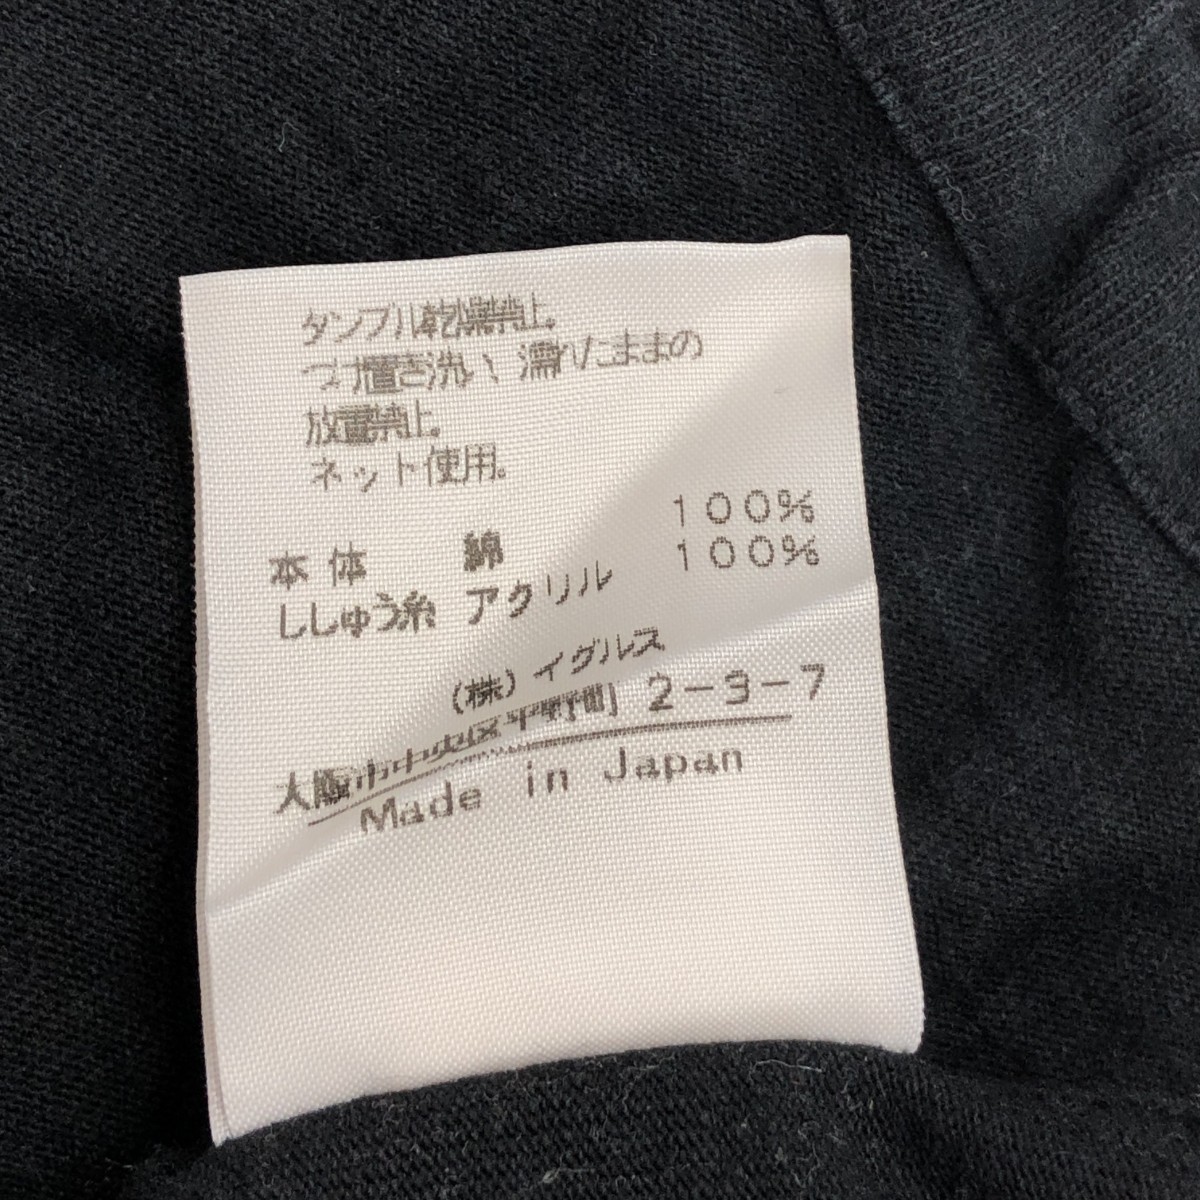 タンブル乾燥禁止。
つけ置き洗い、濡れたままの
放置禁止。
ネット使用。
本体 綿 100%
ししゅう糸 アクリル 100%
(株)イグルス
大阪市中央区平野町 2-3-7
Made in Japan